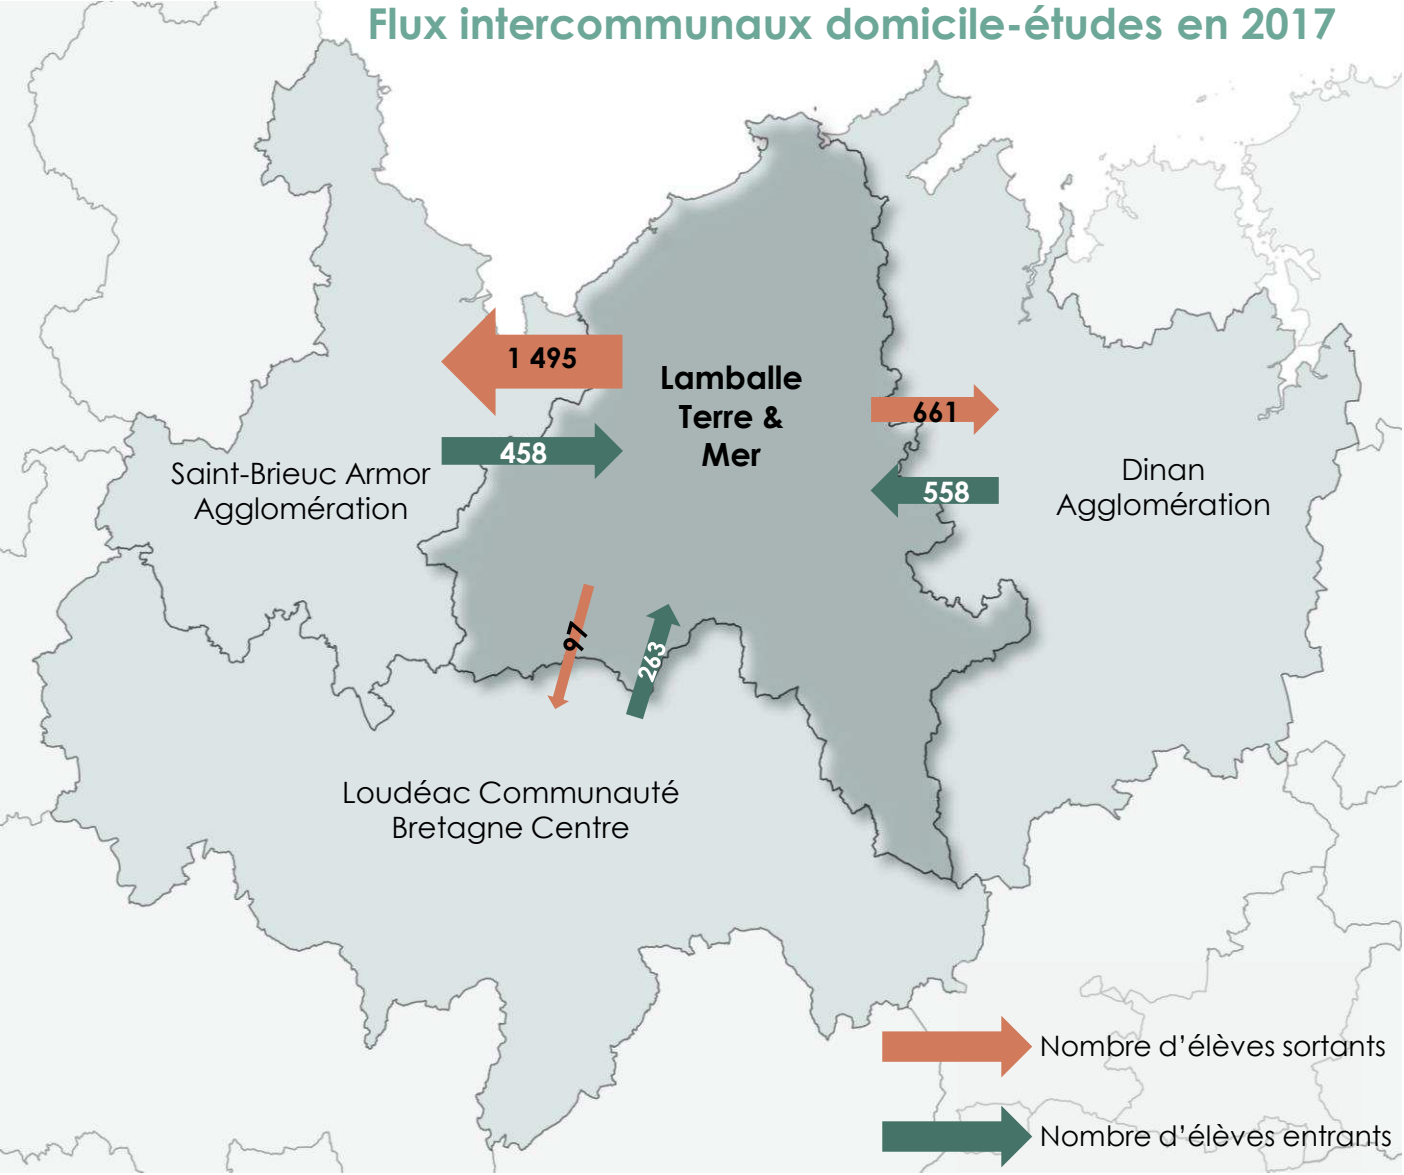 Flux intercommunaux domicile-études en 2017
1 495
Lamballe
Terre &
Mer
661
458
Saint-Brieuc Armor
Agglomération
558
Dinan
Agglomération
97
263
Loudéac Communauté
Bretagne Centre
Nombre d’élèves sortants
Nombre d’élèves entrants